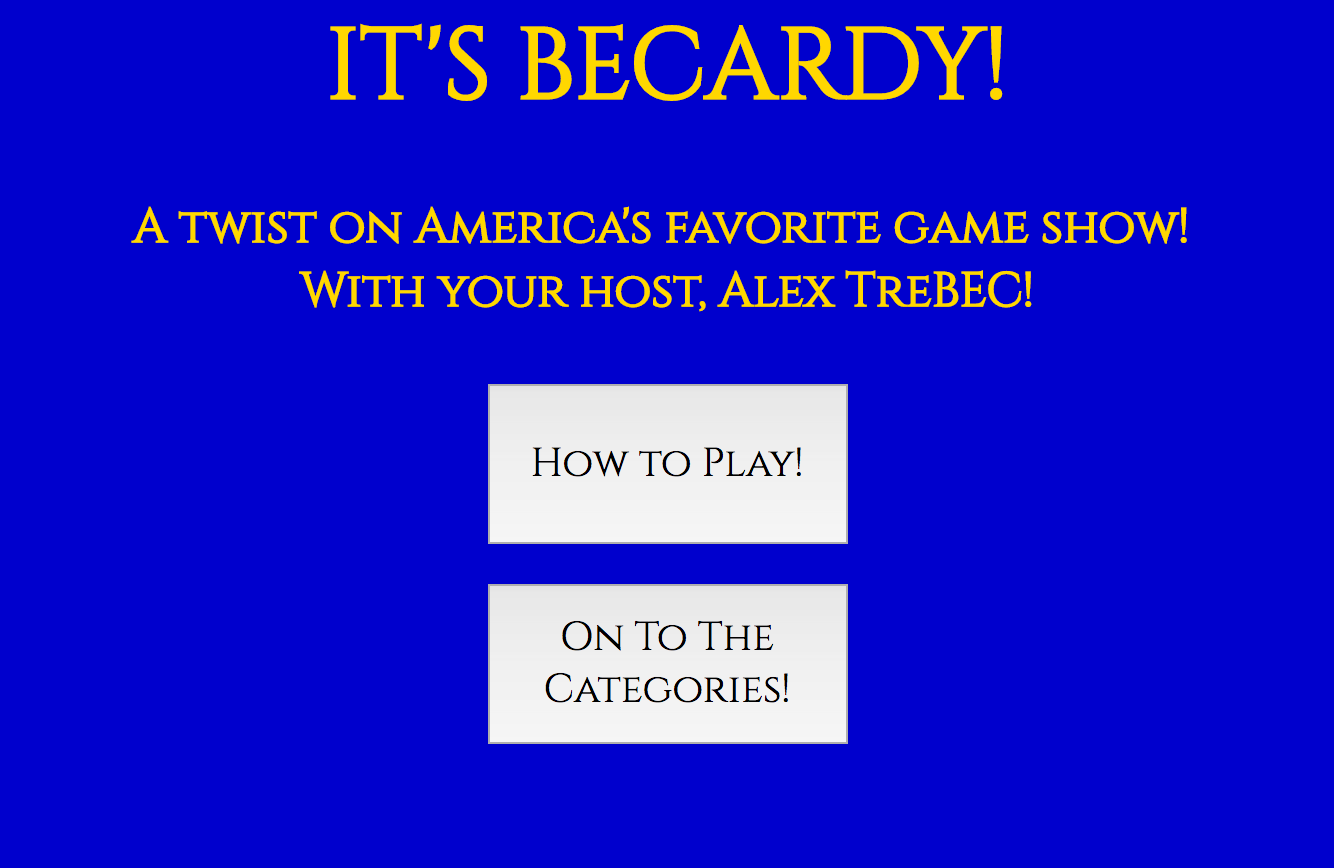 IT'S BECARDY!
A twist on America's favorite game show!
With your host, Alex TreBEC!
How to Play!
On To The
Categories!